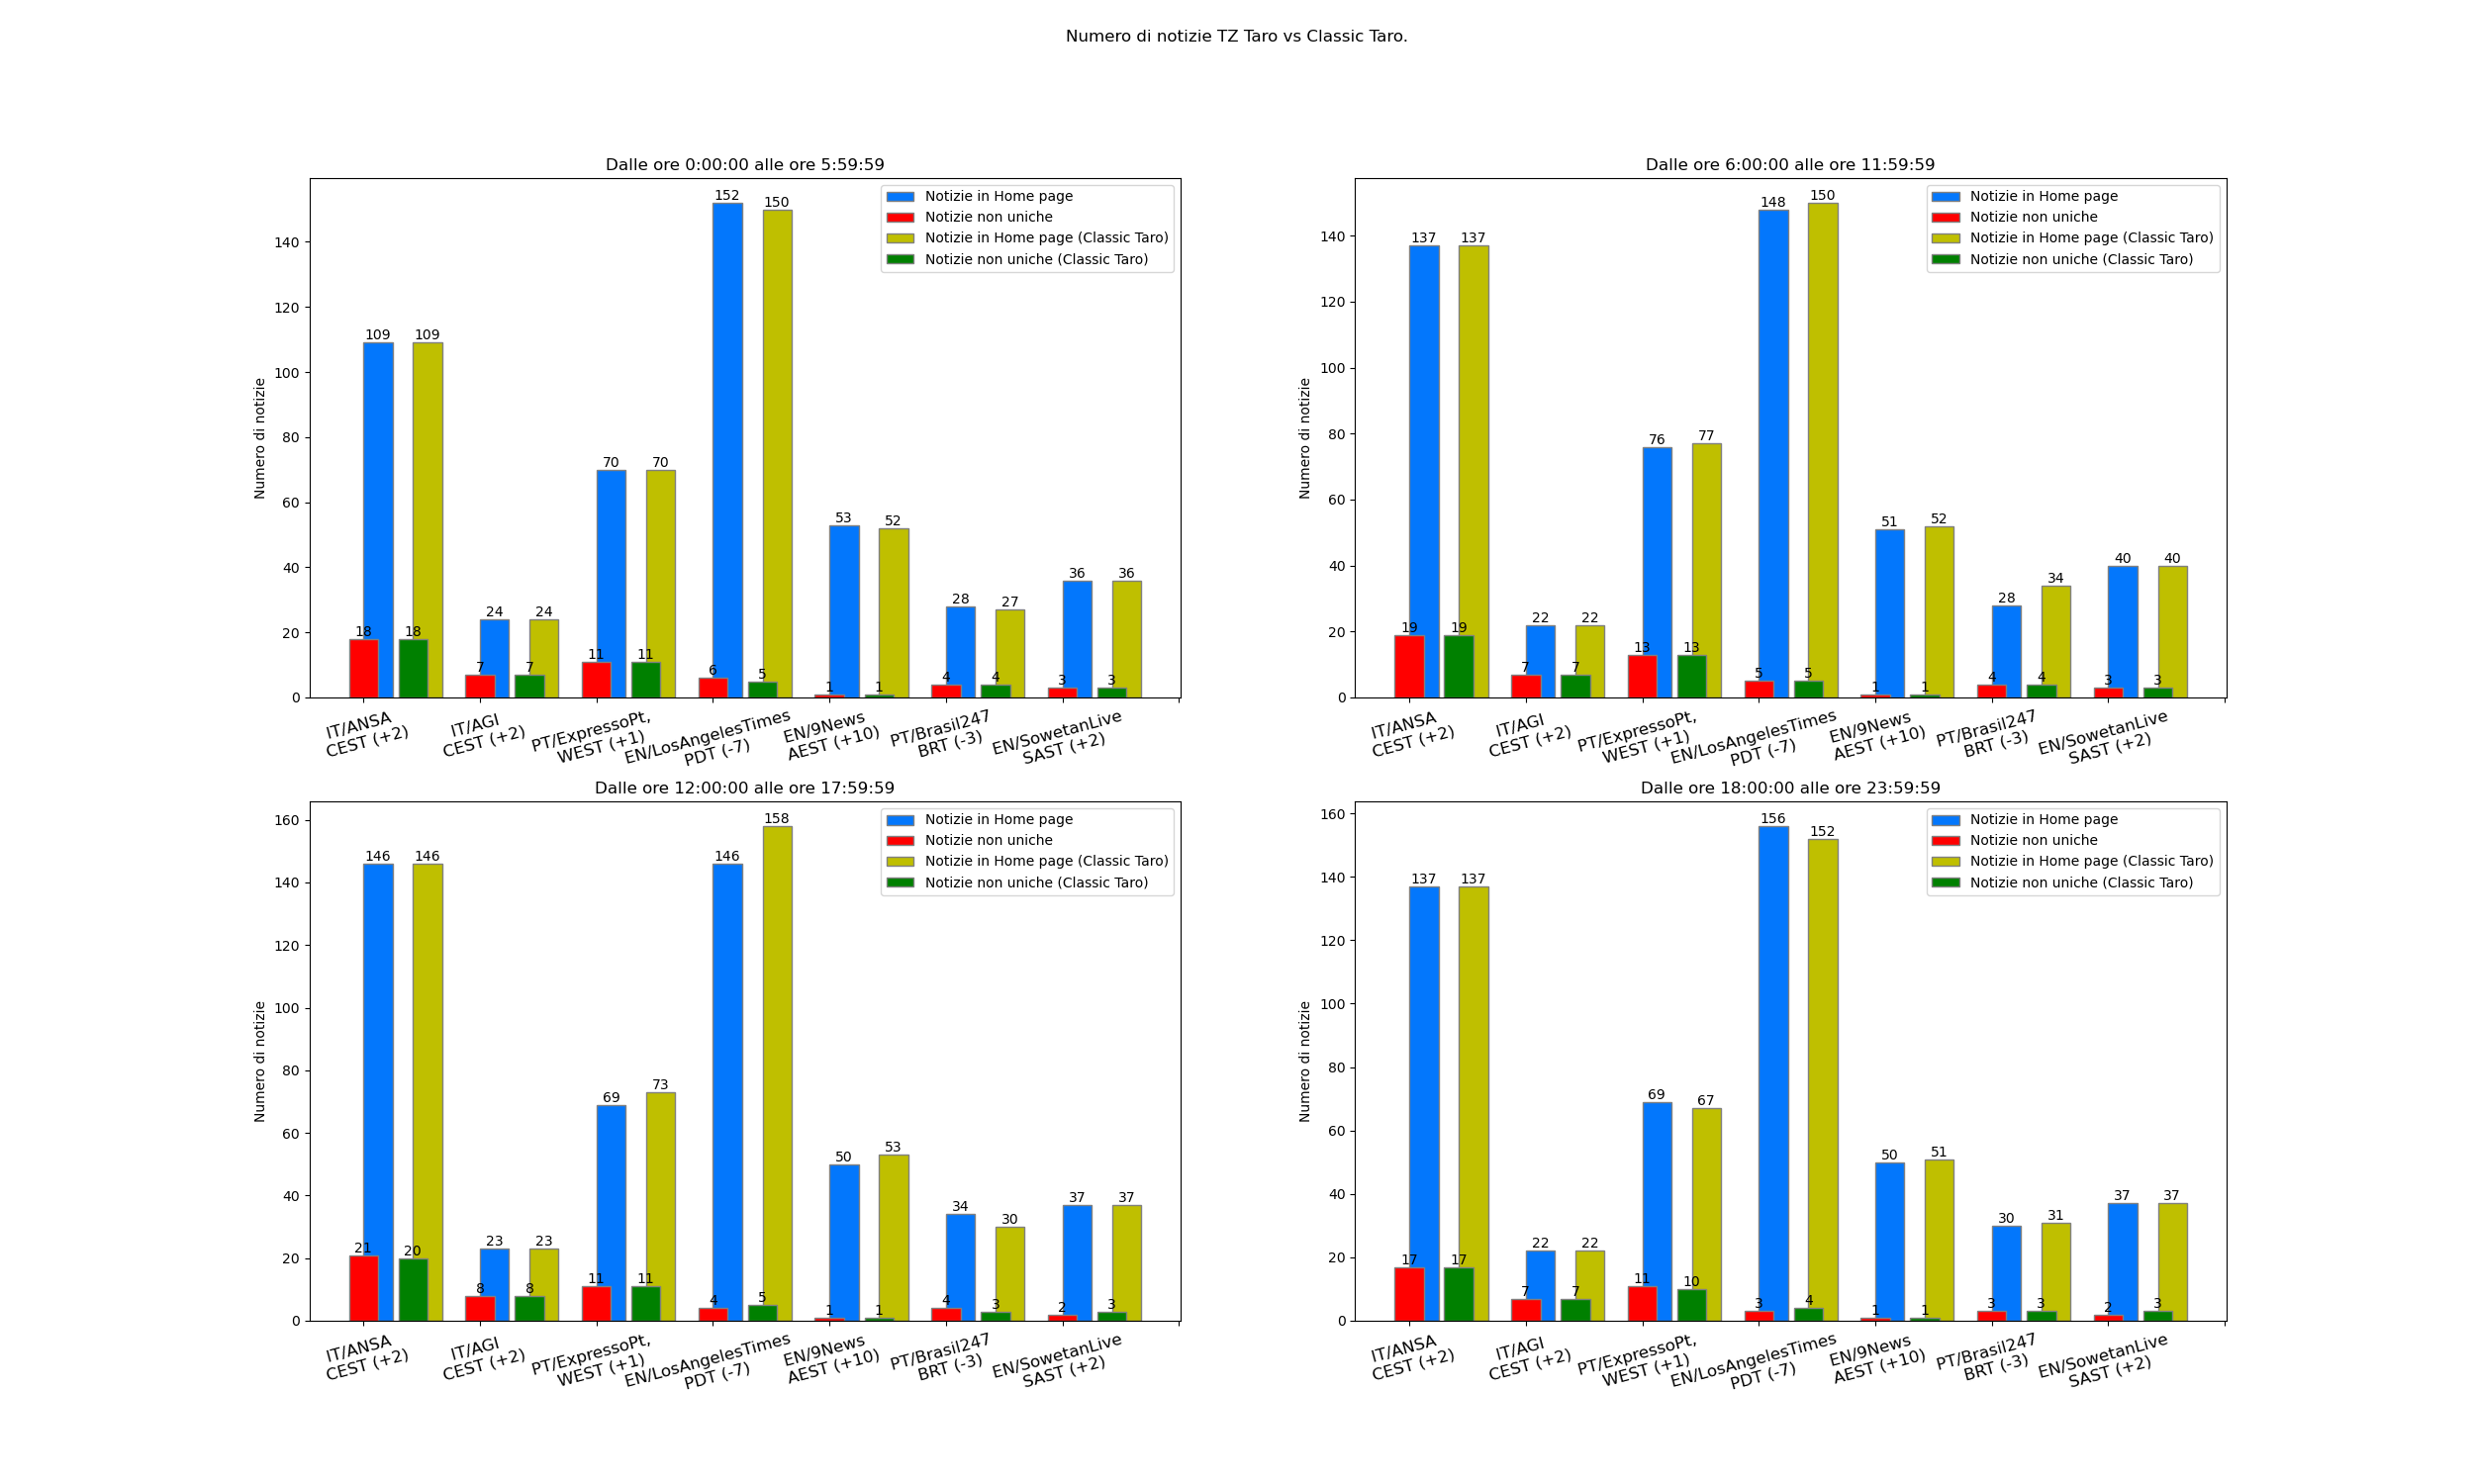 Numero di notizie TZ Taro vs Classic Taro.
Dalle ore 0:00:00 alle ore 5:59:59
Numero di notizie
140
120
100
80
60
40
20
0
Notizie in Home page
Notizie non uniche
Notizie in Home page (Classic Taro)
Notizie non uniche (Classic Taro)
109
109
18
18
24
24
7
7
70
70
11
11
152
150
6
5
53
52
1
1
28
27
4
4
36
36
3
3
IT/ANSA
CEST (+2)
IT/AGI
CEST (+2)
PT/ExpressoPt,
WEST (+1)
EN/LosAngelesTimes
PDT (-7)
EN/9News
AEST (+10)
PT/Brasil247
BRT (-3)
EN/SowetanLive
SAST (+2)
Dalle ore 6:00:00 alle ore 11:59:59
Numero di notizie
140
120
100
80
60
40
20
0
Notizie in Home page
Notizie non uniche
Notizie in Home page (Classic Taro)
Notizie non uniche (Classic Taro)
137
137
19
19
22
22
7
7
76
77
13
13
148
150
5
5
51
52
1
1
28
34
4
4
40
40
3
3
IT/ANSA
CEST (+2)
IT/AGI
CEST (+2)
PT/ExpressoPt,
WEST (+1)
EN/LosAngelesTimes
PDT (-7)
EN/9News
AEST (+10)
PT/Brasil247
BRT (-3)
EN/SowetanLive
SAST (+2)
Dalle ore 12:00:00 alle ore 17:59:59
Numero di notizie
160
140
120
100
80
60
40
20
0
Notizie in Home page
Notizie non uniche
Notizie in Home page (Classic Taro)
Notizie non uniche (Classic Taro)
146
146
21
20
23
23
8
8
69
73
11
11
146
158
4
5
50
53
1
1
34
30
4
3
37
37
2
3
IT/ANSA
CEST (+2)
IT/AGI
CEST (+2)
PT/ExpressoPt,
WEST (+1)
EN/LosAngelesTimes
PDT (-7)
EN/9News
AEST (+10)
PT/Brasil247
BRT (-3)
EN/SowetanLive
SAST (+2)
Dalle ore 18:00:00 alle ore 23:59:59
Numero di notizie
160
140
120
100
80
60
40
20
0
Notizie in Home page
Notizie non uniche
Notizie in Home page (Classic Taro)
Notizie non uniche (Classic Taro)
137
137
17
17
22
22
7
7
69
67
11
10
156
152
3
4
50
51
1
1
30
31
3
3
37
37
2
3
IT/ANSA
CEST (+2)
IT/AGI
CEST (+2)
PT/ExpressoPt,
WEST (+1)
EN/LosAngelesTimes
PDT (-7)
EN/9News
AEST (+10)
PT/Brasil247
BRT (-3)
EN/SowetanLive
SAST (+2)